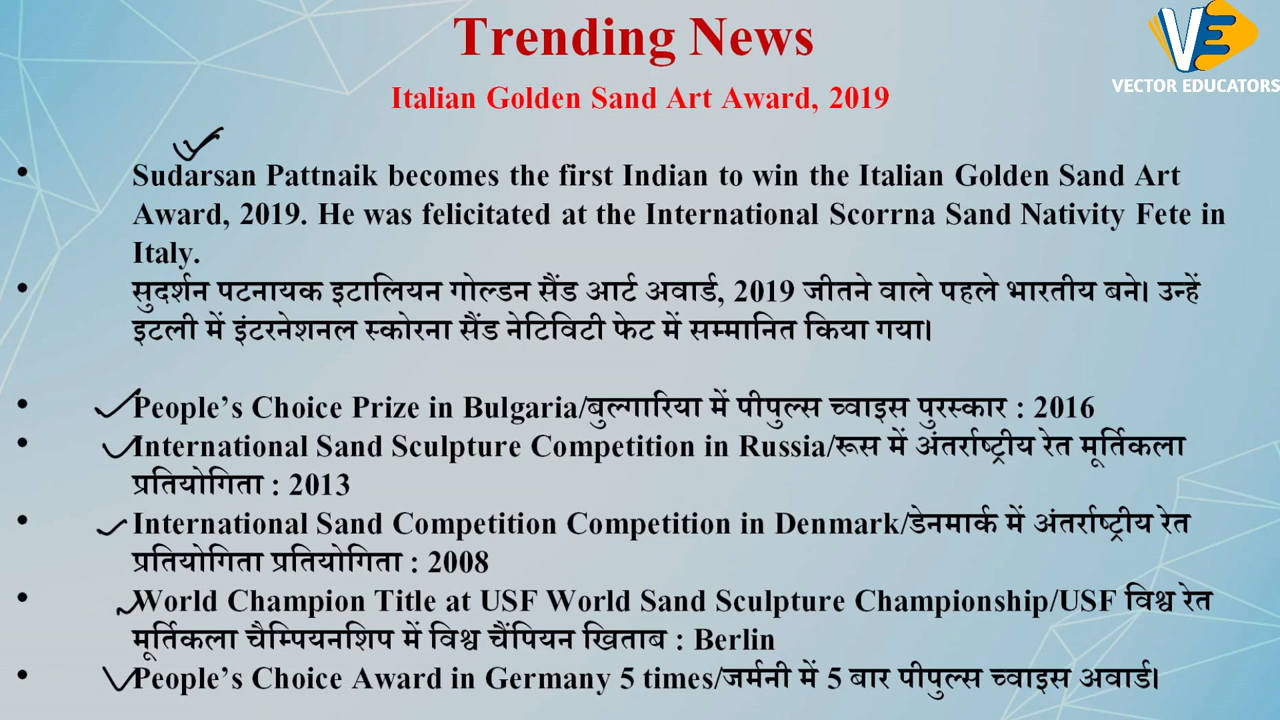 Trending News
VECTOR EDUCATORS
Italian Golden Sand Art Award, 2019
• Sudarsan Pattnaik becomes the first Indian to win the Italian Golden Sand Art
Award, 2019. He was felicitated at the International Scorrna Sand Nativity Fete in
Italy.
• सुदर्शन पटनायक इटालियन गोल्डन सैंड आर्ट अवार्ड, 2019 जीतने वाले पहले भारतीय बने। उन्हें
इटली में इंटरनेशनल स्कोरना सैंड नेटिविटी फेट में सम्मानित किया गया।
• People’s Choice Prize in Bulgaria/बुल्गारिया में पीपुल्स च्वाइस पुरस्कार : 2016
• International Sand Sculpture Competition in Russia/रूस में अंतर्राष्ट्रीय रेत मूर्तिकला
प्रतियोगिता : 2013
• International Sand Competition Competition in Denmark/डेनमार्क में अंतर्राष्ट्रीय रेत
प्रतियोगिता प्रतियोगिता : 2008
• World Champion Title at USF World Sand Sculpture Championship/USF विश्व रेत
मूर्तिकला चैम्पियनशिप में विश्व चैंपियन खिताब : Berlin
• People’s Choice Award in Germany 5 times/जर्मनी में 5 बार पीपुल्स च्वाइस अवार्ड।